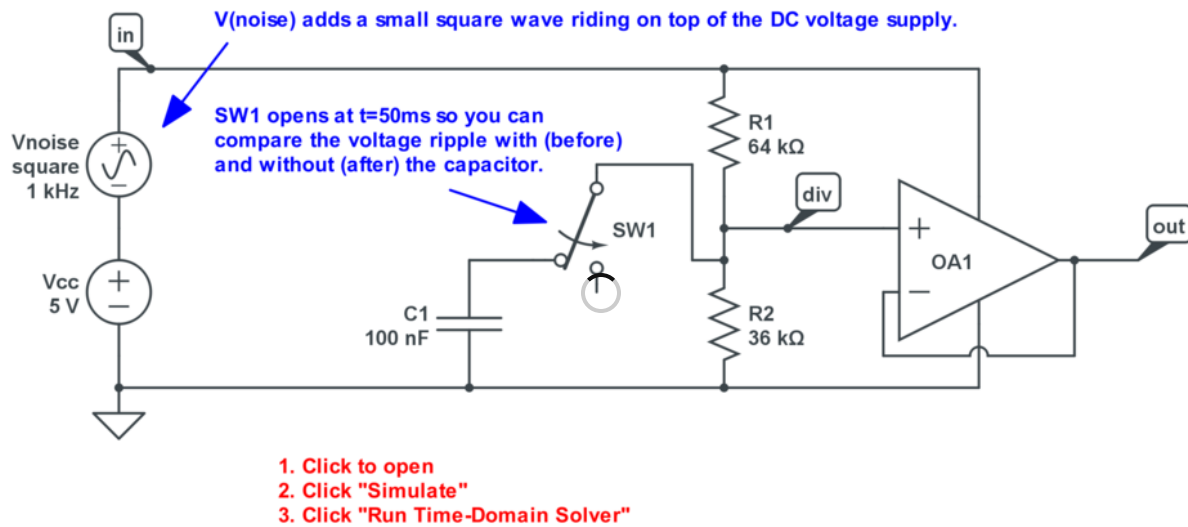 V(noise) adds a small square wave riding on top of the DC voltage supply.
in
SW1 opens at t=50ms so you can
compare the voltage ripple with (before)
and without (after) the capacitor.
Vnoise
square
1 kHz
R1
64 kΩ
div
out
SW1
OA1
Vcc
5 V
C1
100 nF
R2
36 kΩ
1. Click to open
2. Click "Simulate"
3. Click "Run Time-Domain Solver"